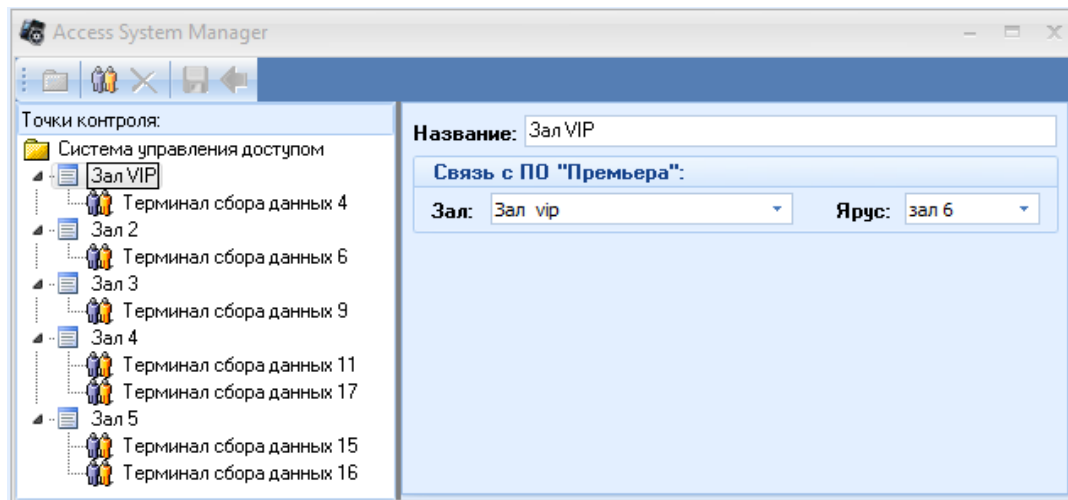 Access System Manager
Точки контроля:
Система управления доступом
Зал VIP
Терминал сбора данных 4
Зал 2
Терминал сбора данных 6
Зал 3
Терминал сбора данных 9
Зал 4
Терминал сбора данных 11
Терминал сбора данных 17
Зал 5
Терминал сбора данных 15
Терминал сбора данных 16
Название: Зал VIP
Связь с ПО "Премьера":
Зал: Зал vip Ярус: зал 6